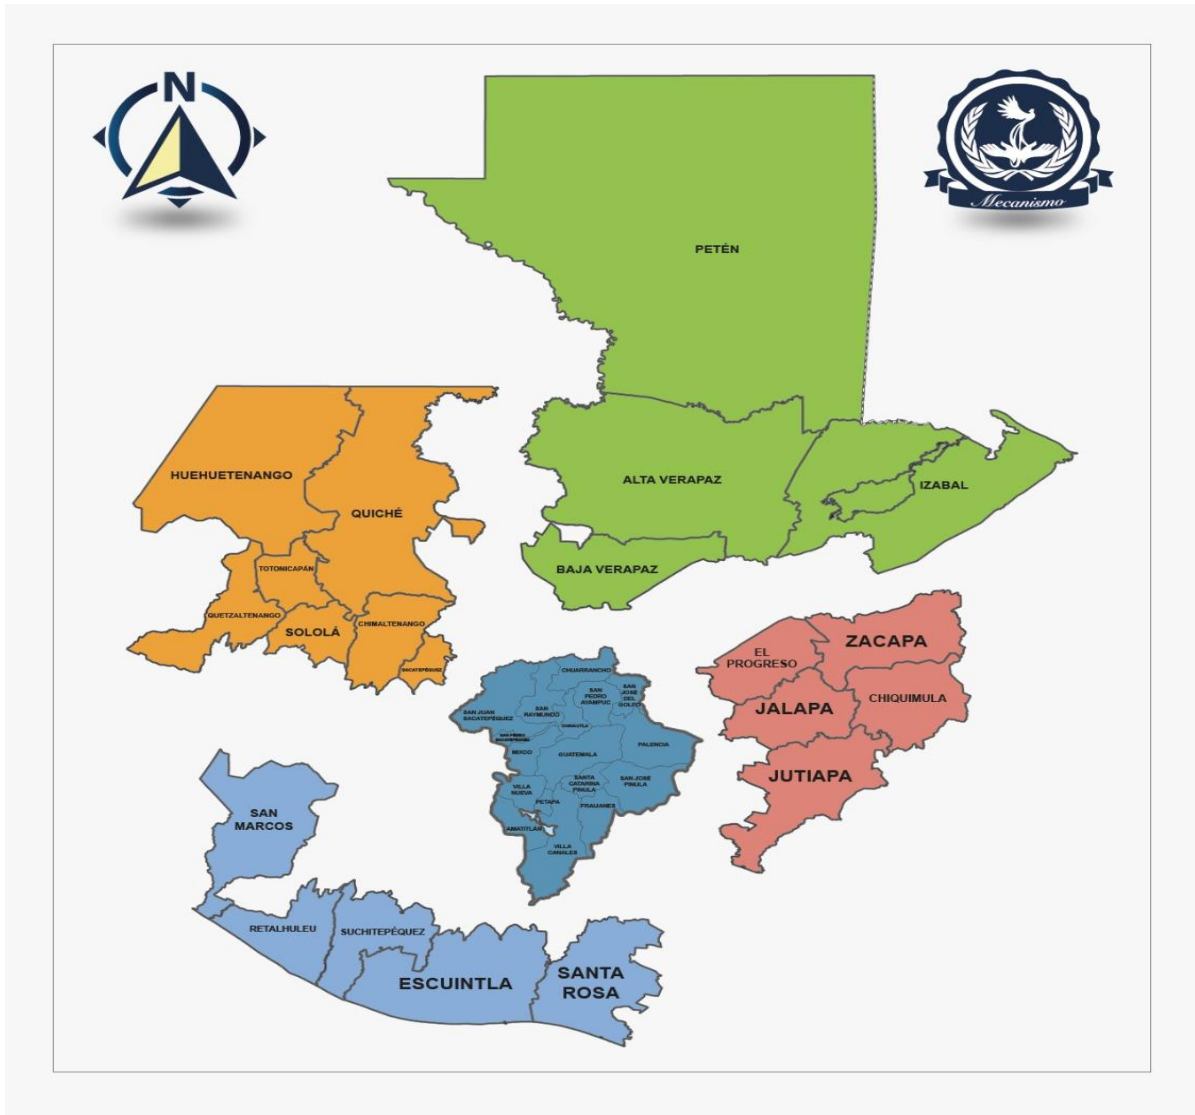 N
Mecanismo
PETÉN
ALTA VERAPAZ
IZABAL
BAJA VERAPAZ
HUEHUETENANGO
QUICHÉ
TOTONICAPÁN
QUETZALTENANGO
SOLOLÁ
CHIMALTENANGO
SACATEPÉQUEZ
EL
PROGRESO
ZACAPA
JALAPA
CHIQUIMULA
JUTIAPA
CHUARRANCHO
SAN
PEDRO
AYAMPUC
SAN
JOSÉ
DEL
GOLFO
SAN JUAN
SACATEPÉQUEZ
SAN
RAYMUNDO
CHINAUTLA
SAN PEDRO
SACATEPÉQUEZ
MIXCO
GUATEMALA
PALENCIA
VILLA
NUEVA
SANTA
CATARINA
PINULA
SAN JOSÉ
PINULA
PETAPA
FRAIJANES
AMATITLÁN
VILLA
CANALES
SAN
MARCOS
RETALHULEU
SUCHITEPÉQUEZ
ESCUINTLA
SANTA
ROSA